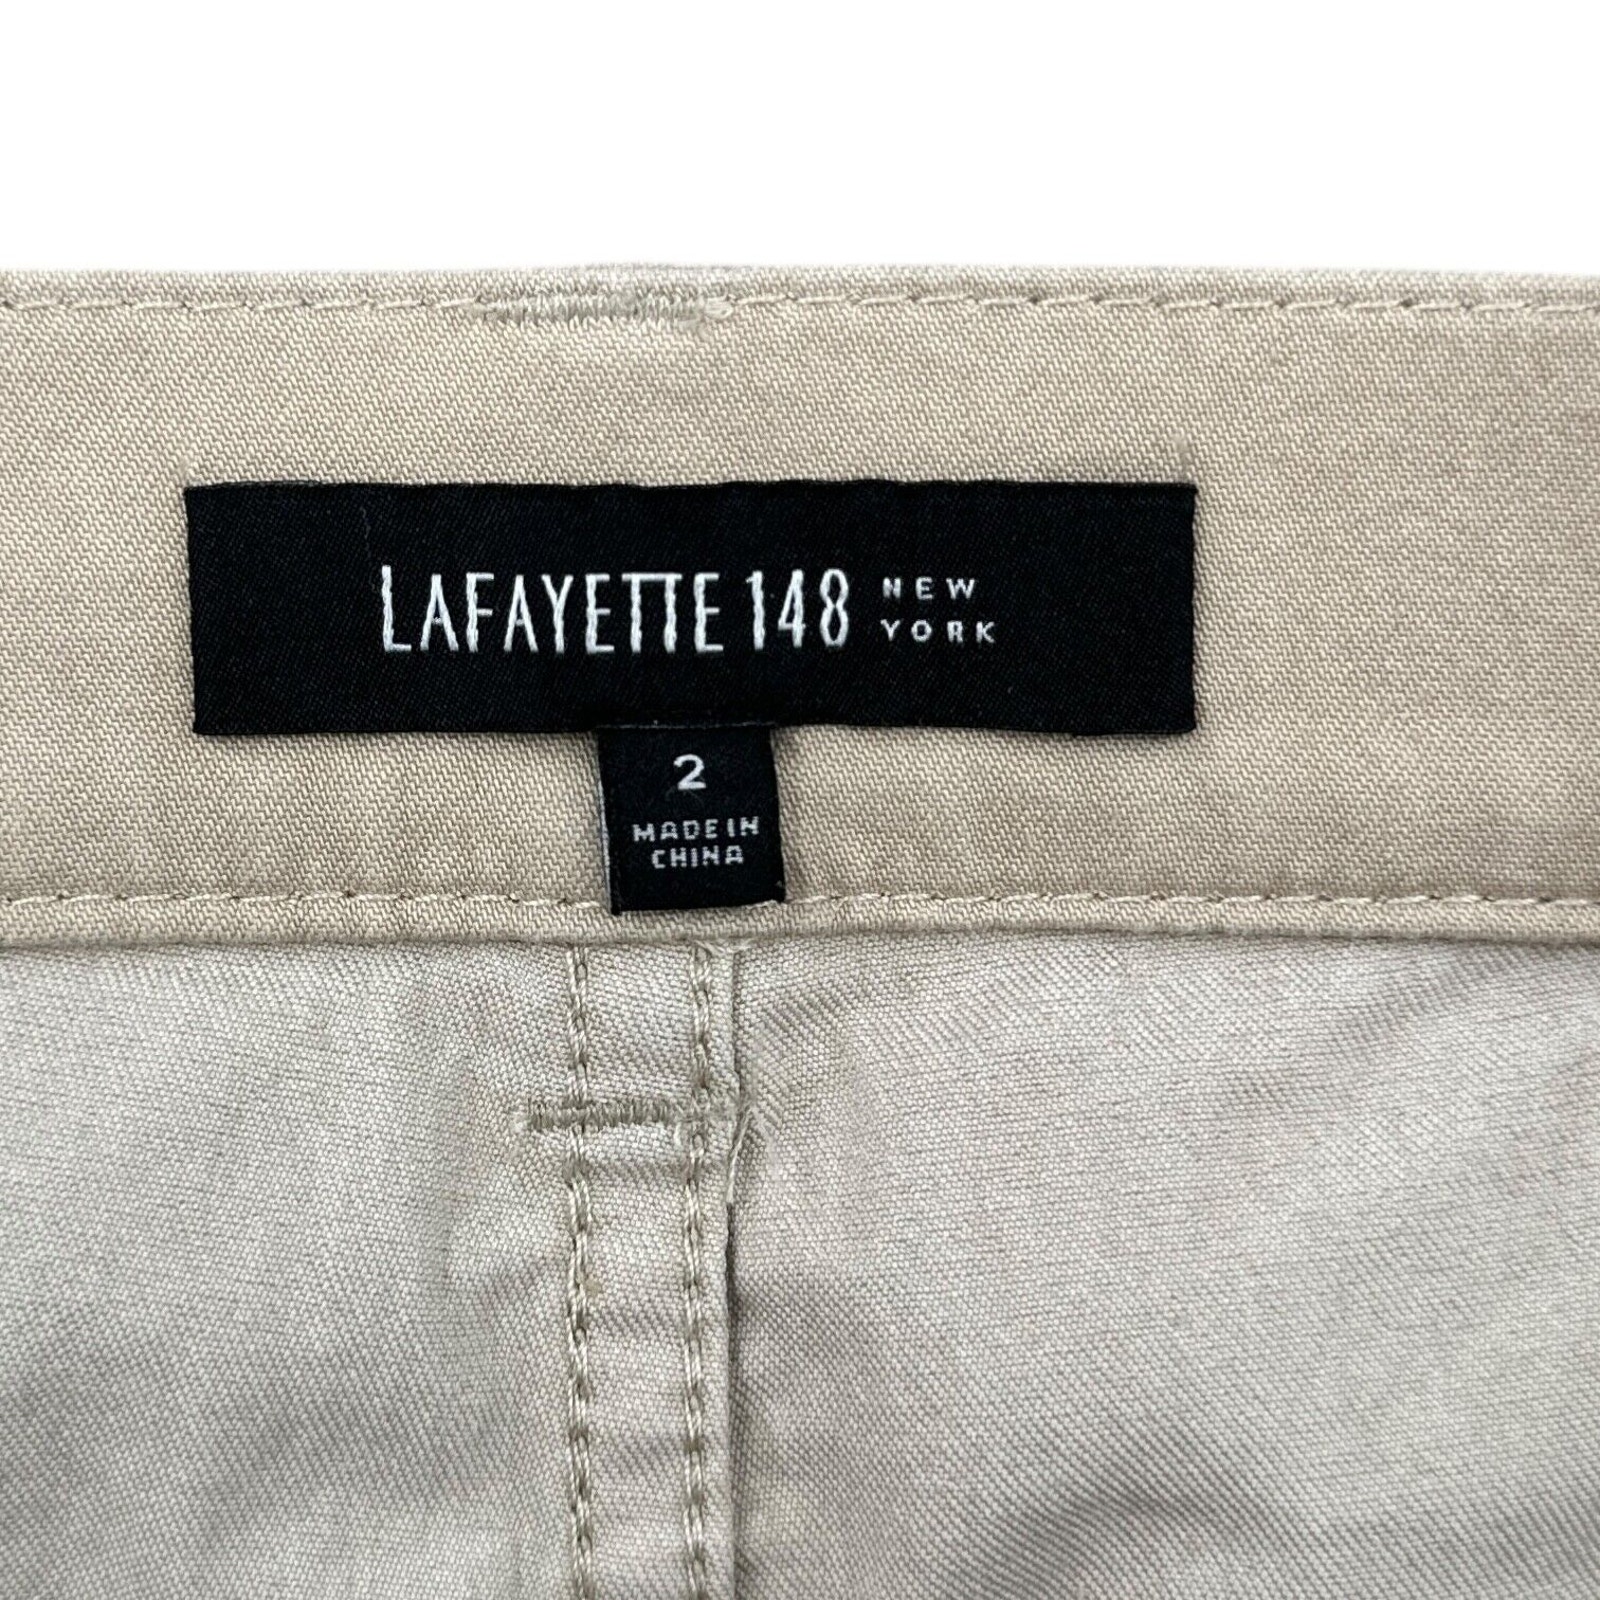 LAFAYETTE 148 NEW YORK
2
MADE IN
CHINA